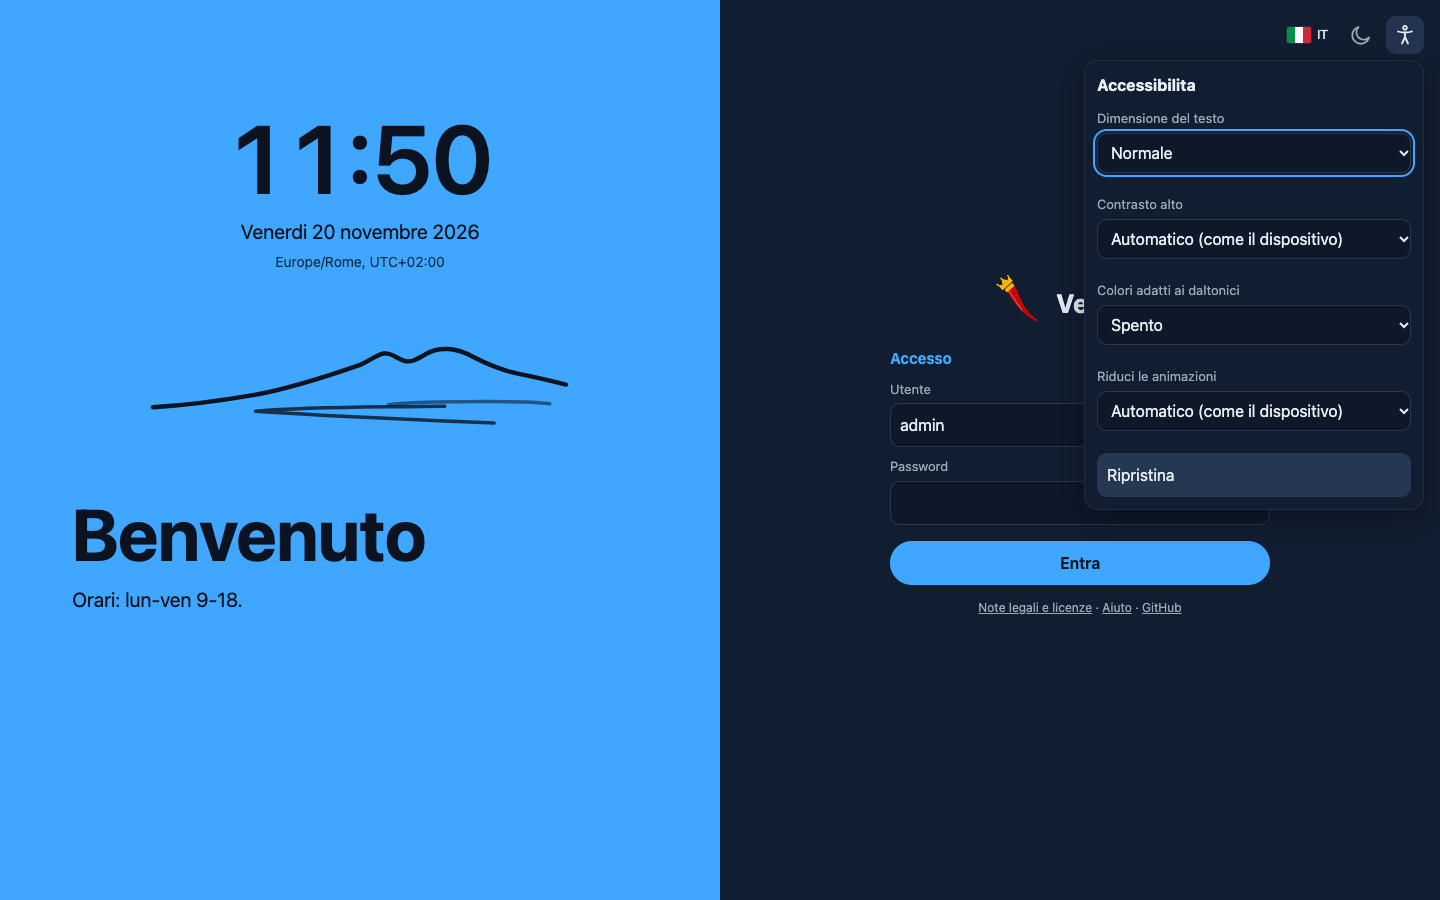 11:50
Venerdi 20 novembre 2026
Europe/Rome, UTC+02:00
Benvenuto
Orari: lun-ven 9-18.
IT
Accessibilita
Dimensione del testo
Normale
Contrasto alto
Automatico (come il dispositivo)
Colori adatti ai daltonici
Spento
Riduci le animazioni
Automatico (come il dispositivo)
Ripristina
Accesso
Utente
admin
Password
Entra
Note legali e licenze · Aiuto · GitHub